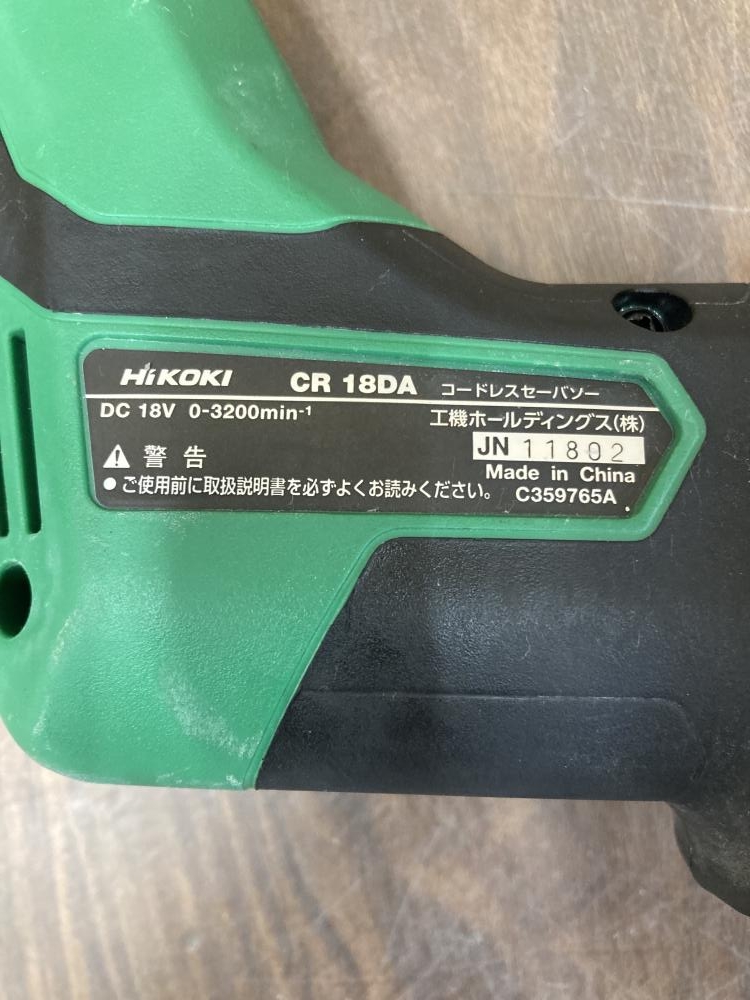 HiKOKI CR 18DA コードレスセーバソー
DC 18V 0-3200min-1 工機ホールディングス(株)
JN 11802
⚠ 警告 Made in China
● ご使用前に取扱説明書を必ずよくお読みください。 C359765A